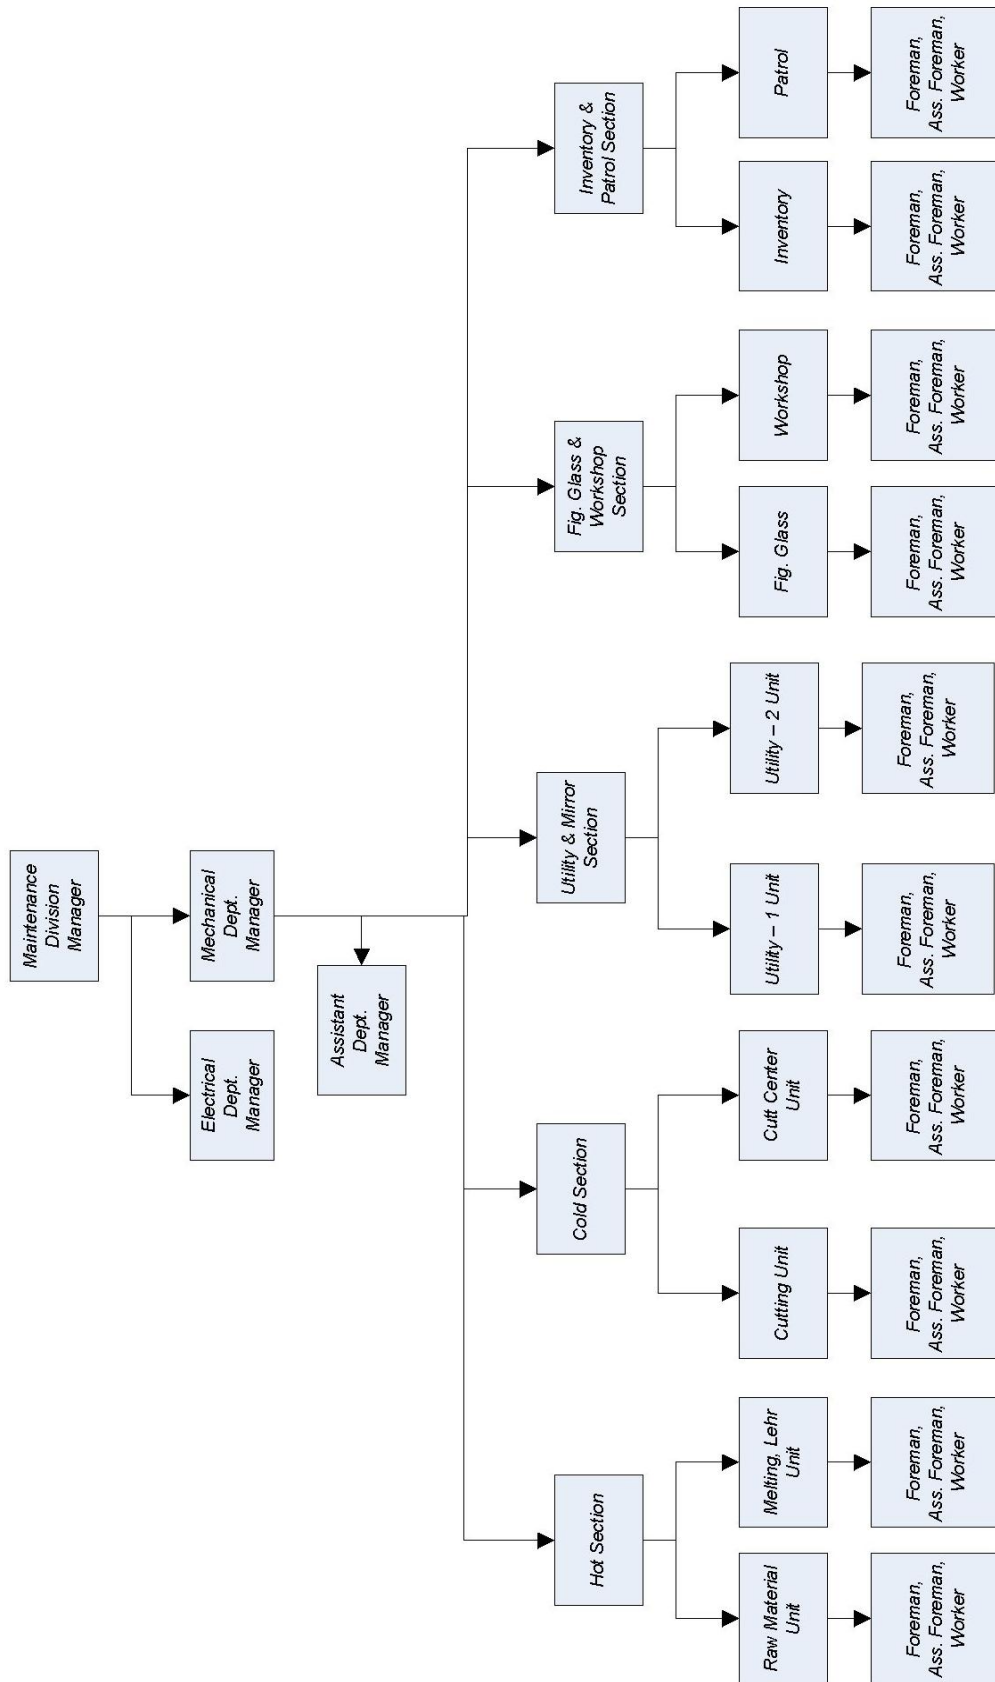 Maintenance
Division
Manager
Electrical
Dept.
Manager
Mechanical
Dept.
Manager
Assistant
Dept.
Manager
Hot Section
Cold Section
Utility & Mirror
Section
Fig. Glass &
Workshop
Section
Inventory &
Patrol Section
Raw Material
Unit
Melting, Lehr
Unit
Cutting Unit
Cutt Center
Unit
Utility – 1 Unit
Utility – 2 Unit
Fig. Glass
Workshop
Inventory
Patrol
Foreman,
Ass. Foreman,
Worker
Foreman,
Ass. Foreman,
Worker
Foreman,
Ass. Foreman,
Worker
Foreman,
Ass. Foreman,
Worker
Foreman,
Ass. Foreman,
Worker
Foreman,
Ass. Foreman,
Worker
Foreman,
Ass. Foreman,
Worker
Foreman,
Ass. Foreman,
Worker
Foreman,
Ass. Foreman,
Worker
Foreman,
Ass. Foreman,
Worker